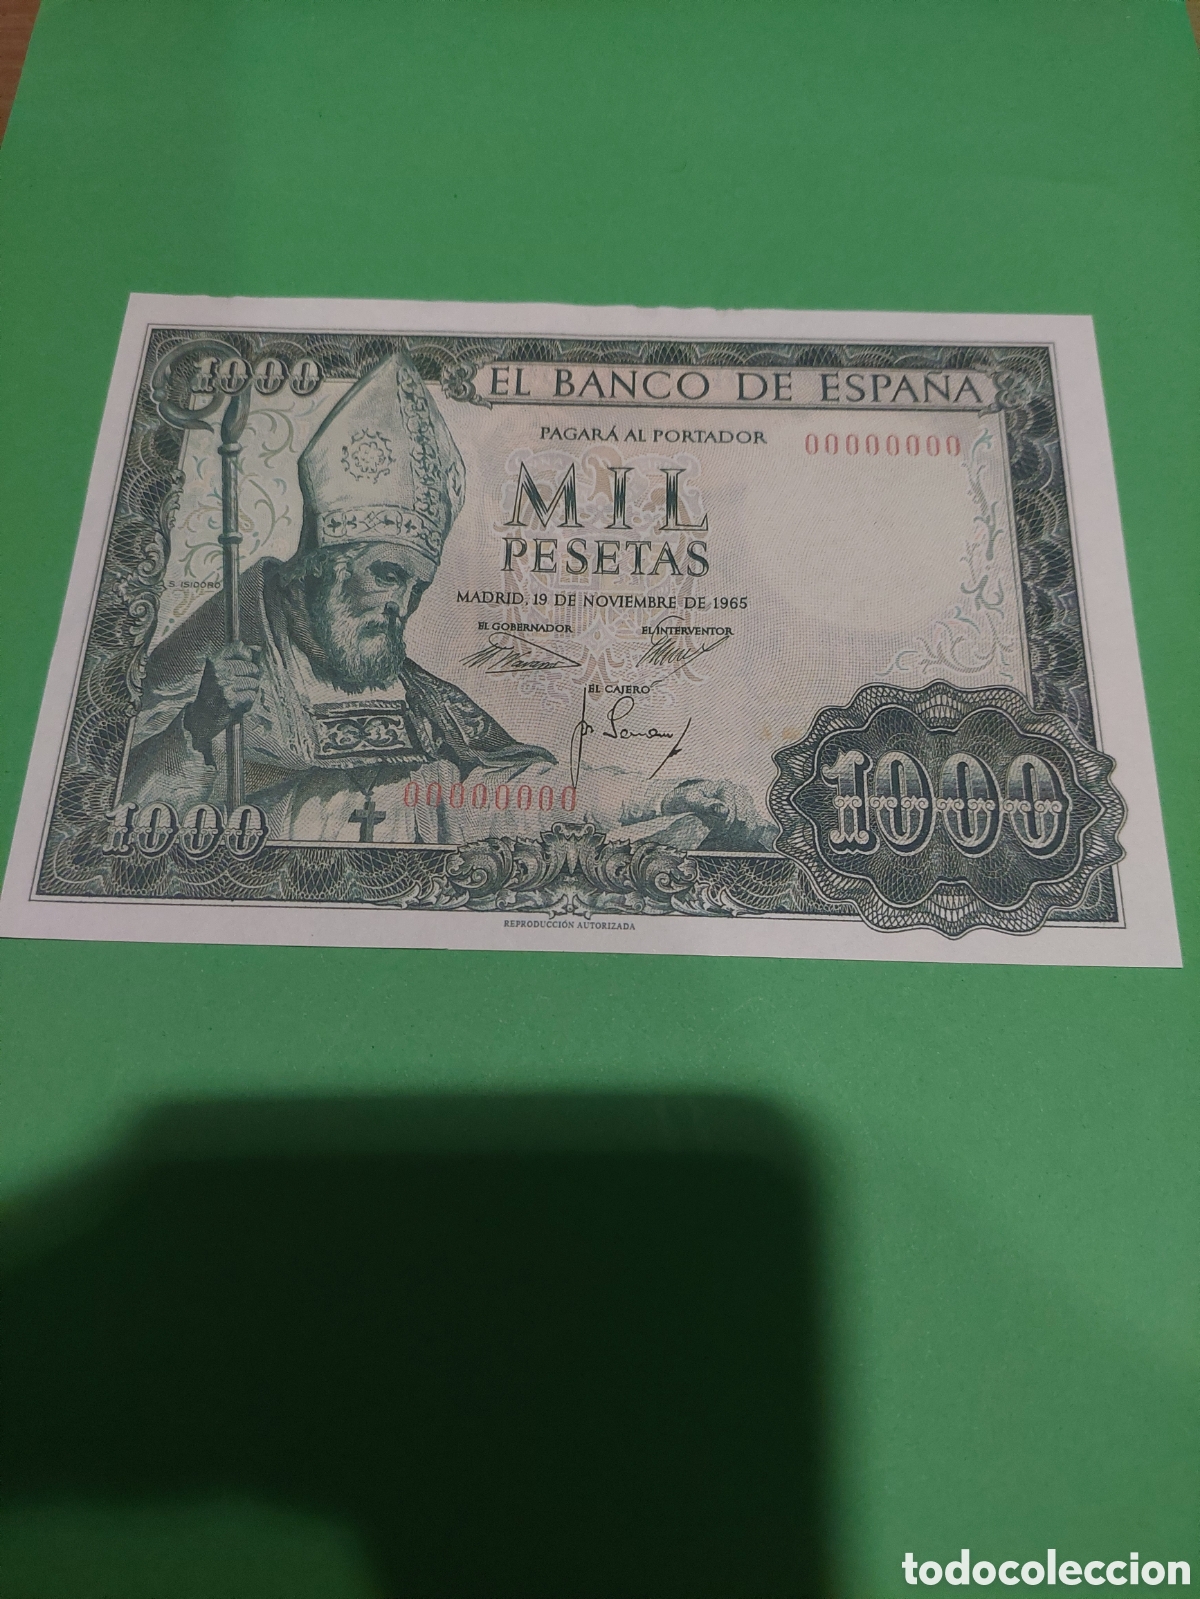 1000
EL BANCO DE ESPAÑA
PAGARÁ AL PORTADOR
00000000
MIL
PESETAS
S. ISIDORO
MADRID, 19 DE NOVIEMBRE DE 1965
EL GOBERNADOR EL INTERVENTOR
EL CAJERO
00000000
1000
1000
REPRODUCCIÓN AUTORIZADA
todocoleccion